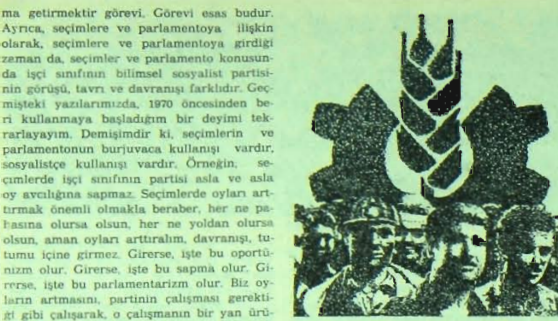 ma getirmektir görevi. Görevi esas budur.
Ayrıca, seçimlere ve parlamentoya ilişkin
olarak, seçimlere ve parlamentoya girdiği
zaman da, seçimler ve parlamento konusun-
da işçi sınıfının bilimsel sosyalist partisi-
nin görüşü, tavrı ve davranışı farklıdır. Geç-
mişteki yazılarımızda, 1970 öncesinden be-
ri kullanmaya başladığım bir deyimi tek-
rarlayayım. Demişimdir ki, seçimlerin ve
parlamentonun burjuvaca kullanışı vardır,
sosyalistçe kullanışı vardır. Örneğin, se-
çimlerde işçi sınıfının partisi asla ve asla
oy avcılığına sapmaz. Seçimlerde oyları art-
tırmak önemli olmakla beraber, her ne pa-
hasına olursa olsun, her ne yoldan olursa
olsun, aman oyları arttıralım, davranışı, tu-
tumu içine girmez. Girerse, işte bu oportü-
nizm olur. Girerse, işte bu sapma olur. Gi-
rerse, işte bu parlamentarizm olur. Biz oy-
ların artmasını, partinin çalışması gerekti-
ği gibi çalışarak, o çalışmanın bir yan ürü-